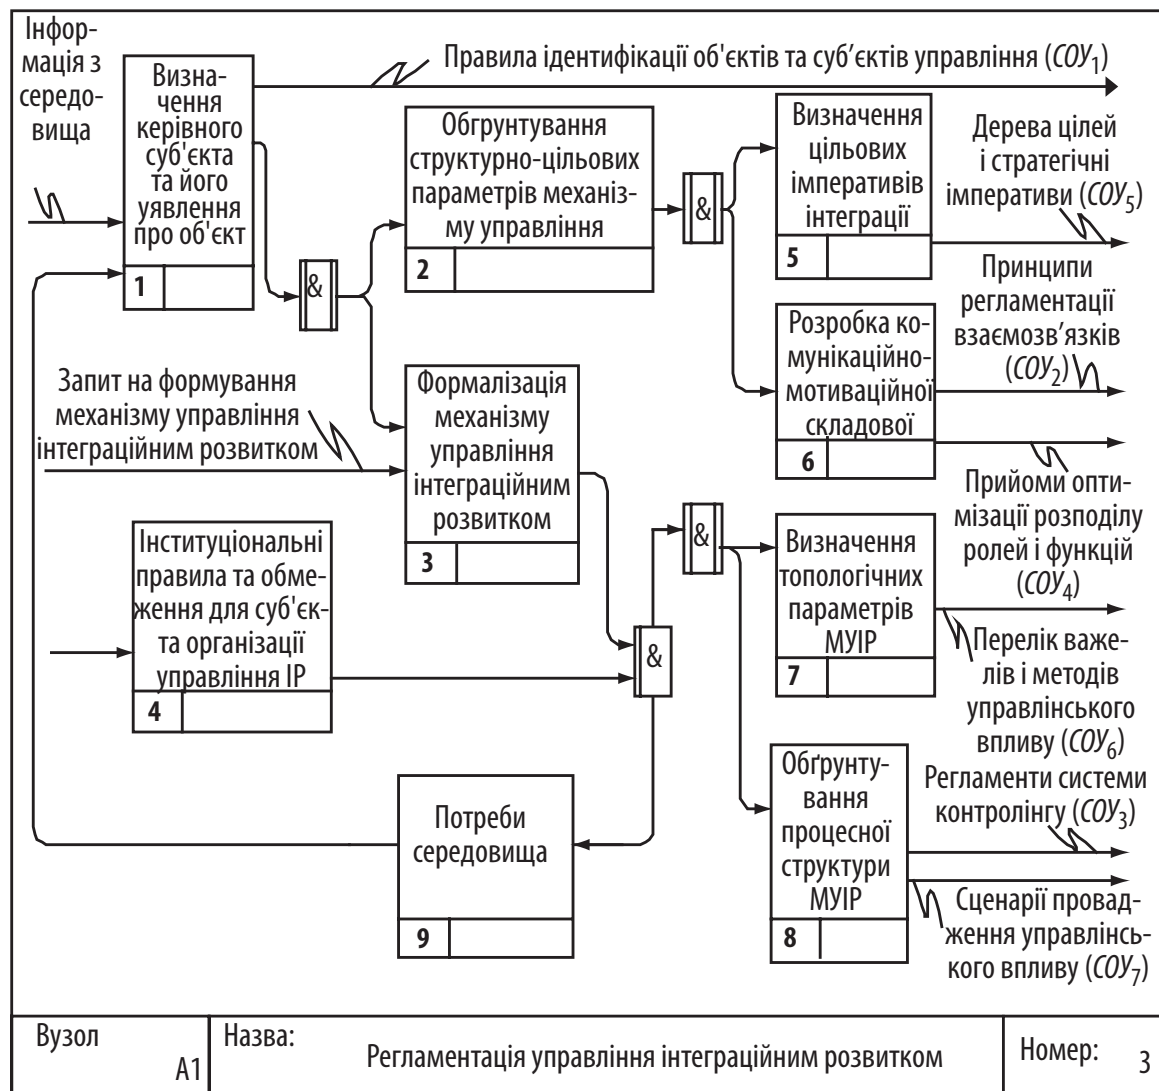 Інфор-
мація з
середо-
вища
Правила ідентифікації об'єктів та суб’єктів управління (СОУ1)
Визна-
чення
керівного
суб'єкта
та його
уявлення
про об'єкт
1
&
Обгрунтування
структурно-цільових
параметрів механіз-
му управління
2
&
Визначення
цільових
імперативів
інтеграції
5
Дерева цілей
і стратегічні
імперативи (СОУ5)
Принципи
регламентації
взаємозв’язків
(СОУ2)
Розробка ко-
мунікаційно-
мотиваційної
складової
6
Прийоми опти-
мізації розподілу
ролей і функцій
(СОУ4)
Запит на формування
механізму управління
інтеграційним розвитком
Формалізація
механізму
управління
інтеграційним
розвитком
3
Інституціональні
правила та обме-
ження для суб'єк-
та організації
управління ІР
4
&
&
Визначення
топологічних
параметрів
МУІР
7
Перелік важе-
лів і методів
управлінського
впливу (СОУ6)
Потреби
середовища
9
Обґрунту-
вання
процесної
структури
МУІР
8
Регламенти системи
контролінгу (СОУ3)
Сценарії провад-
ження управлінсь-
кого впливу (СОУ7)
Вузол
А1
Назва:
Регламентація управління інтеграційним розвитком
Номер:
3